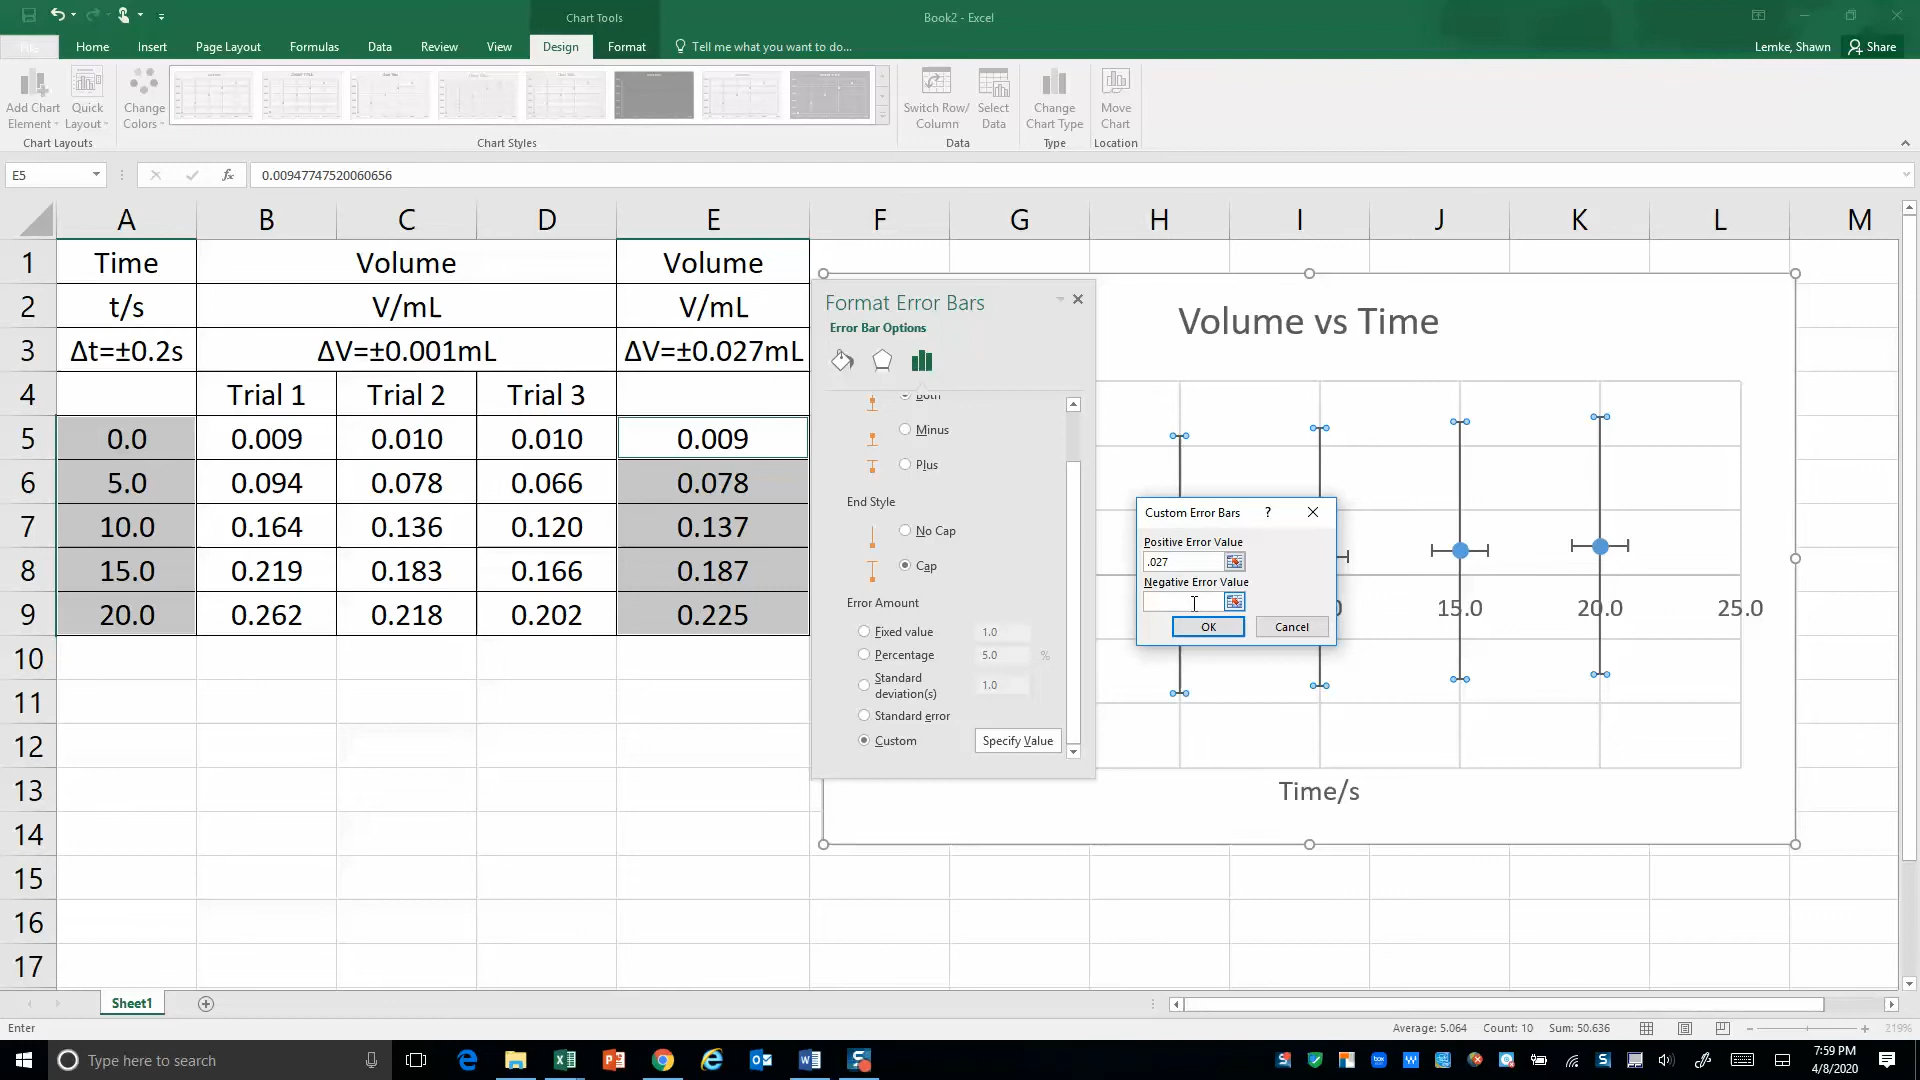 Chart Tools
Book2 - Excel
Home Insert Page Layout Formulas Data Review View Design Format Tell me what you want to do... Lemke, Shawn Share
Add Chart Element Quick Layout Change Colors Switch Row/ Column Select Data Change Chart Type Move Chart
Chart Layouts Chart Styles Data Type Location
E5 fx 0.00947747520060656
A B C D E F G H I J K L M
1 Time Volume Volume
2 t/s V/mL V/mL
3 Δt=±0.2s ΔV=±0.001mL ΔV=±0.027mL
4 Trial 1 Trial 2 Trial 3
5 0.0 0.009 0.010 0.010 0.009
6 5.0 0.094 0.078 0.066 0.078
7 10.0 0.164 0.136 0.120 0.137
8 15.0 0.219 0.183 0.166 0.187
9 20.0 0.262 0.218 0.202 0.225
10
11
12
13
14
15
16
17
Format Error Bars
Error Bar Options
Both
Minus
Plus
End Style
No Cap
Cap
Error Amount
Fixed value 1.0
Percentage 5.0 %
Standard deviation(s) 1.0
Standard error
Custom Specify Value
Volume vs Time
Custom Error Bars ?
Positive Error Value
.027
Negative Error Value
OK Cancel
0 15.0 20.0 25.0
Time/s
Sheet1
Enter Average: 5.064 Count: 10 Sum: 50.636 219%
Type here to search
7:59 PM
4/8/2020